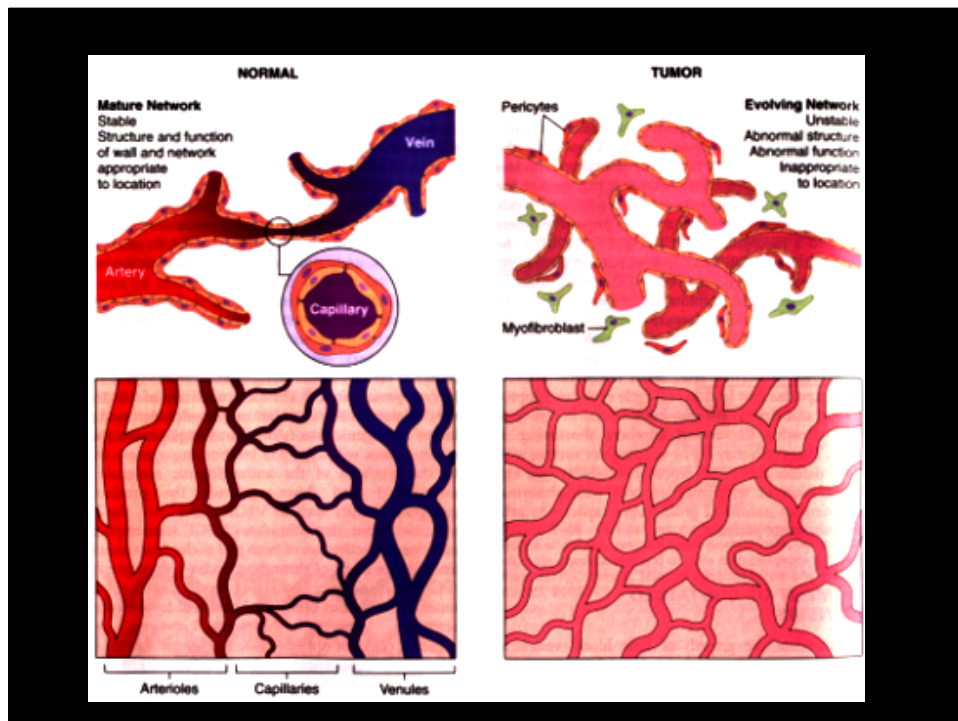 NORMAL
Mature Network
Stable
Structure and function
of wall and network
appropriate
to location
Vein
Artery
Capillary
TUMOR
Pericytes
Evolving Network
Unstable
Abnormal structure
Abnormal function
Inappropriate
to location
Myofibroblast
Arterioles
Capillaries
Venules